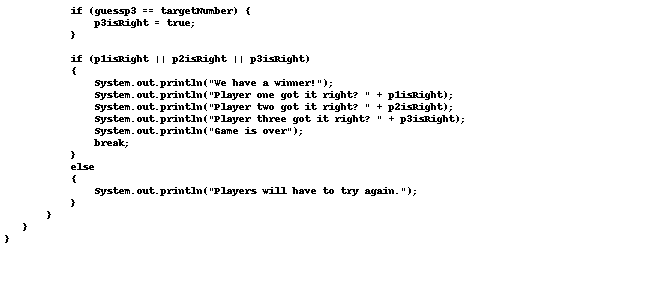 if (guessp3 == targetNumber) {
    p3isRight = true;
}

if (p1isRight || p2isRight || p3isRight)
{
    System.out.println("We have a winner!");
    System.out.println("Player one got it right? " + p1isRight);
    System.out.println("Player two got it right? " + p2isRight);
    System.out.println("Player three got it right? " + p3isRight);
    System.out.println("Game is over");
    break;
}
else
{
    System.out.println("Players will have to try again.");
}
}
}
}